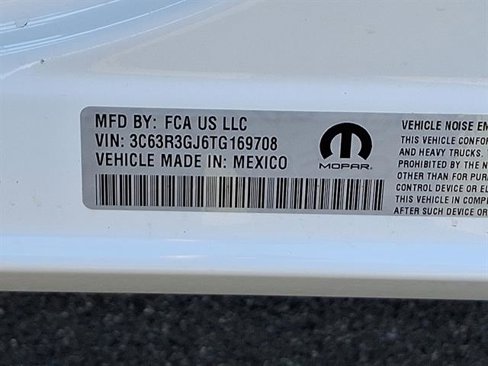 MFD BY: FCA US LLC
VIN: 3C63R3GJ6TG169708
VEHICLE MADE IN: MEXICO
MOPAR
VEHICLE NOISE EM
THIS VEHICLE CONFOR
AND HEAVY TRUCKS.
PROHIBITED BY THE N
OTHER THAN FOR PUR
CONTROL DEVICE OR EL
THIS VEHICLE IN COMPL
AFTER SUCH DEVICE OR